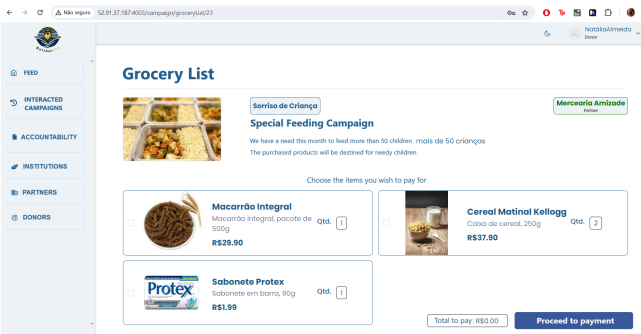 Não seguro
52.91.37.187:4003/campaign/groceryList/23
NatáliaAlmeida
Donor
FEED
INTERACTED
CAMPAIGNS
ACCOUNTABILITY
INSTITUTIONS
PARTNERS
DONORS
Grocery List
Sorriso de Criança
Mercearia Amizade
Partner
Special Feeding Campaign
We have a need this month to feed more than 50 children mais de 50 crianças
The purchased products will be destined for needy children
Choose the items you wish to pay for
Macarrão Integral
Macarrão integral, pacote de
500g
Qtd. 1
R$29.90
Cereal Matinal Kellogg
Caixa de cereal, 250g
Qtd. 2
R$37.90
Protex
Sabonete Protex
Sabonete em barra, 90g
Qtd. 1
R$1.99
Total to pay: R$0.00
Proceed to payment